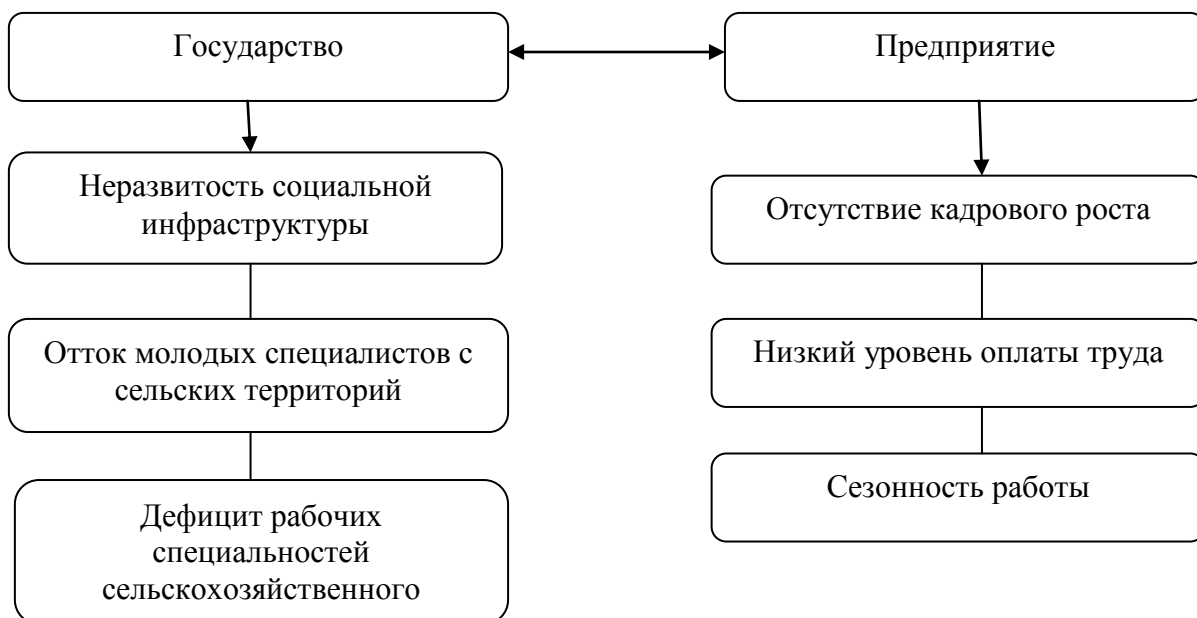 Государство
Предприятие
Неразвитость социальной
инфраструктуры
Отсутствие кадрового роста
Отток молодых специалистов с
сельских территорий
Низкий уровень оплаты труда
Дефицит рабочих
специальностей
сельскохозяйственного
Сезонность работы